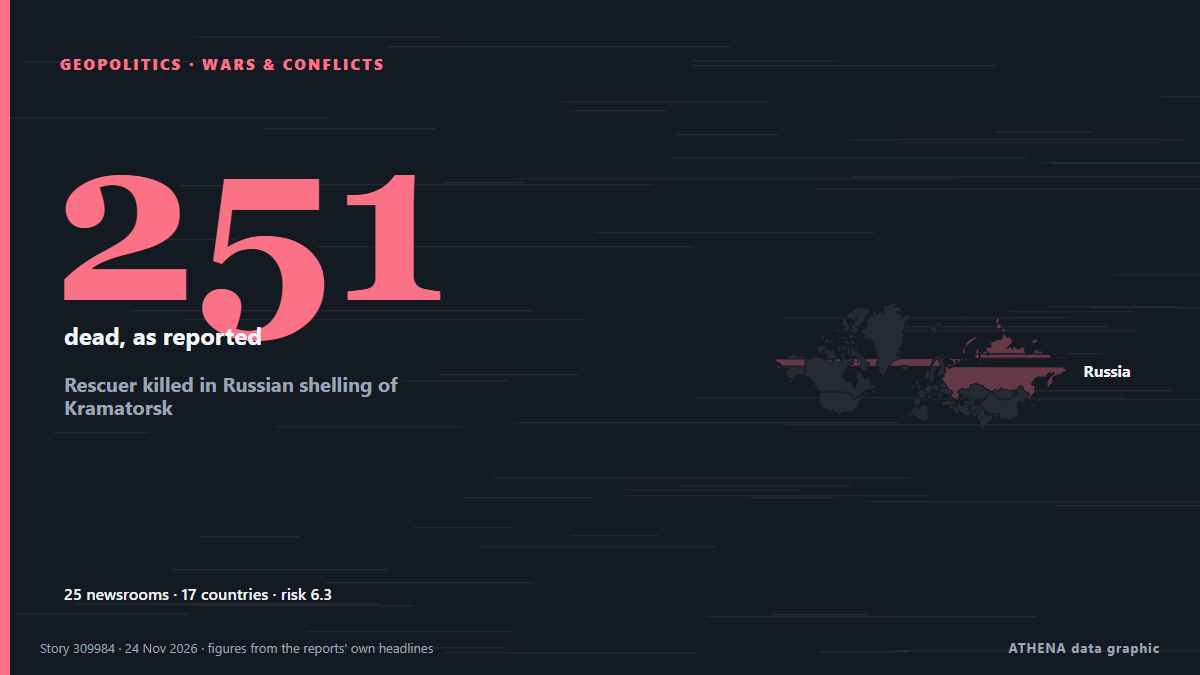 GEOPOLITICS · WARS & CONFLICTS
251
dead, as reported
Rescuer killed in Russian shelling of
Kramatorsk
Russia
25 newsrooms · 17 countries · risk 6.3
Story 309984 · 24 Nov 2026 · figures from the reports' own headlines
ATHENA data graphic